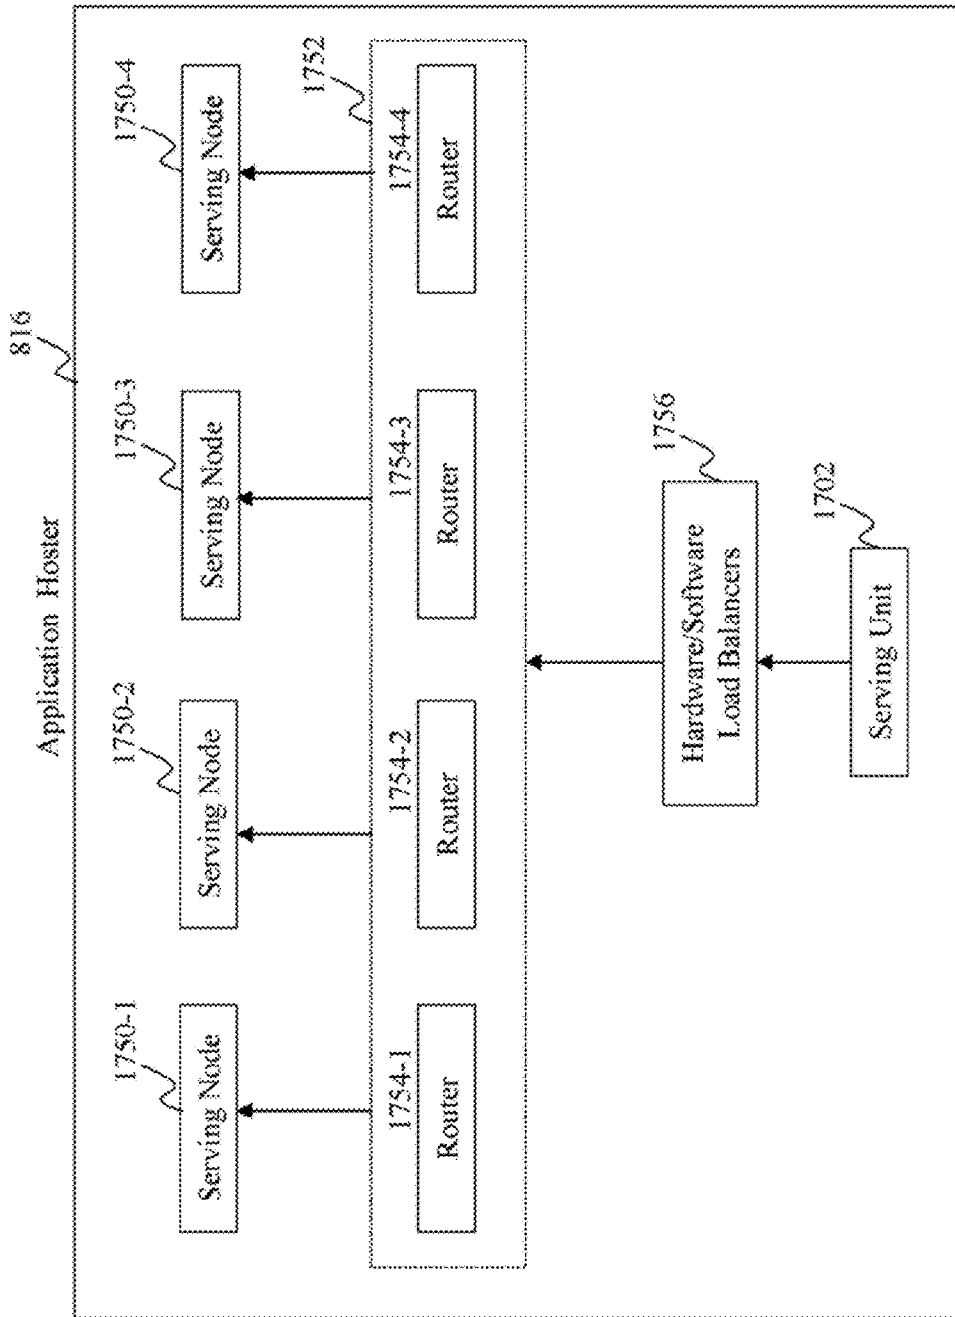 Application Hoster
816
1750-1
1750-2
1750-3
1750-4
Serving Node
Serving Node
Serving Node
Serving Node
1752
1754-1
1754-2
1754-3
1754-4
Router
Router
Router
Router
1756
Hardware/Software
Load Balancers
1702
Serving Unit